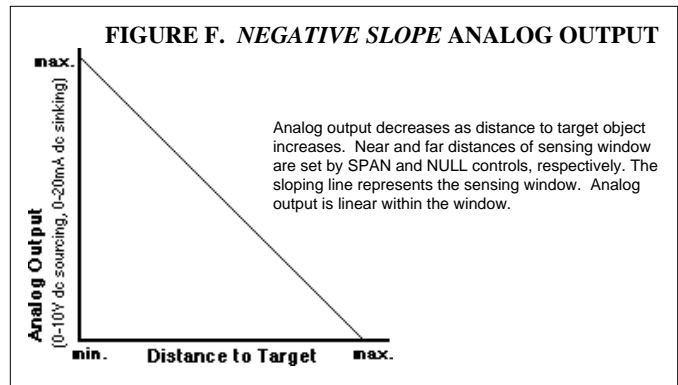 FIGURE F. NEGATIVE SLOPE ANALOG OUTPUT
max.
Analog Output
(0-10V dc sourcing, 0-20mA dc sinking)
Analog output decreases as distance to target object
increases. Near and far distances of sensing window
are set by SPAN and NULL controls, respectively. The
sloping line represents the sensing window. Analog
output is linear within the window.
min. Distance to Target max.